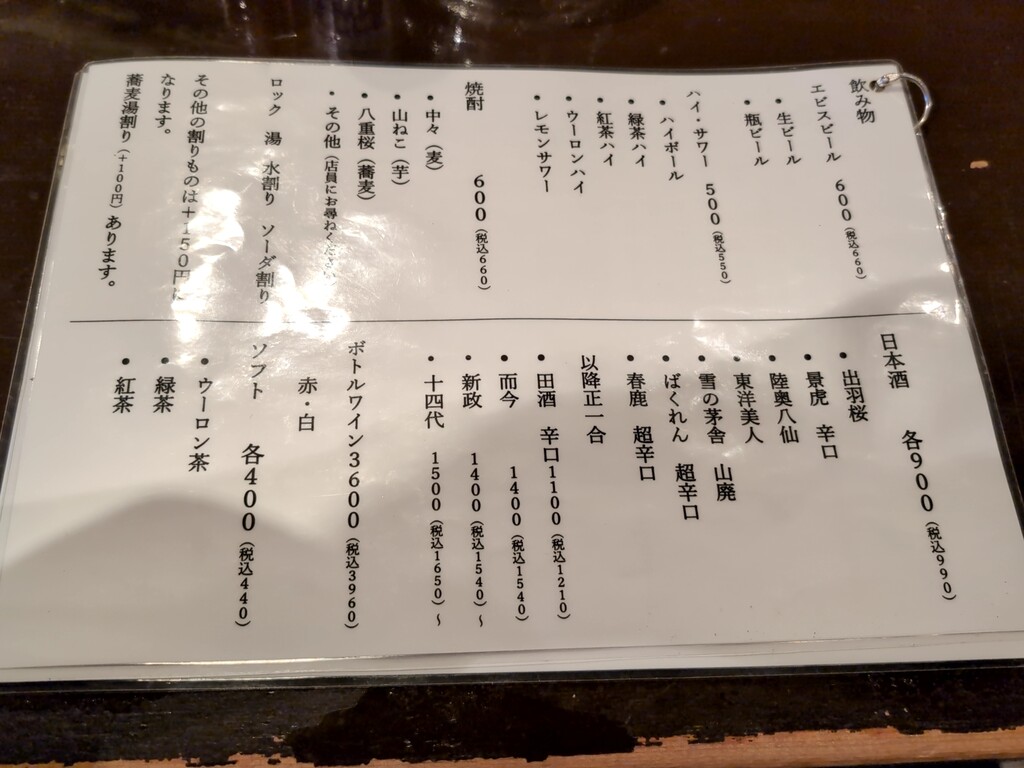 飲み物
エビスビール 600（税込660）
・生ビール
・瓶ビール
ハイ・サワー 500（税込550）
・ハイボール
・緑茶ハイ
・紅茶ハイ
・ウーロンハイ
・レモンサワー
焼酎 600（税込660）
・中々（麦）
・山ねこ（芋）
・八重桜（蕎麦）
・その他（店員にお尋ねください
ロック 湯 水割り ソーダ割り
その他の割りものは＋150円に
なります。
蕎麦湯割り（＋100円）あります。
日本酒 各900（税込990）
・出羽桜
・景虎 辛口
・陸奥八仙
・東洋美人
・雪の茅舎 山廃
・ばくれん 超辛口
・春鹿 超辛口
以降正一合
・田酒 辛口1100（税込1210）
・而今 1400（税込1540）
・新政 1400（税込1540）～
・十四代 1500（税込1650）～
ボトルワイン3600（税込3960）
赤・白
ソフト 各400（税込440）
・ウーロン茶
・緑茶
・紅茶